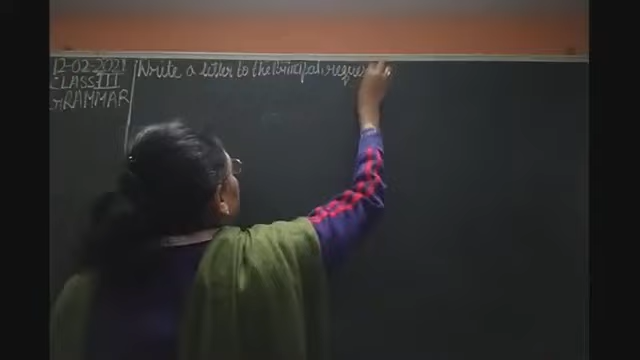 12-02-2021
CLASS III
GRAMMAR
Write a letter to the Principal reque